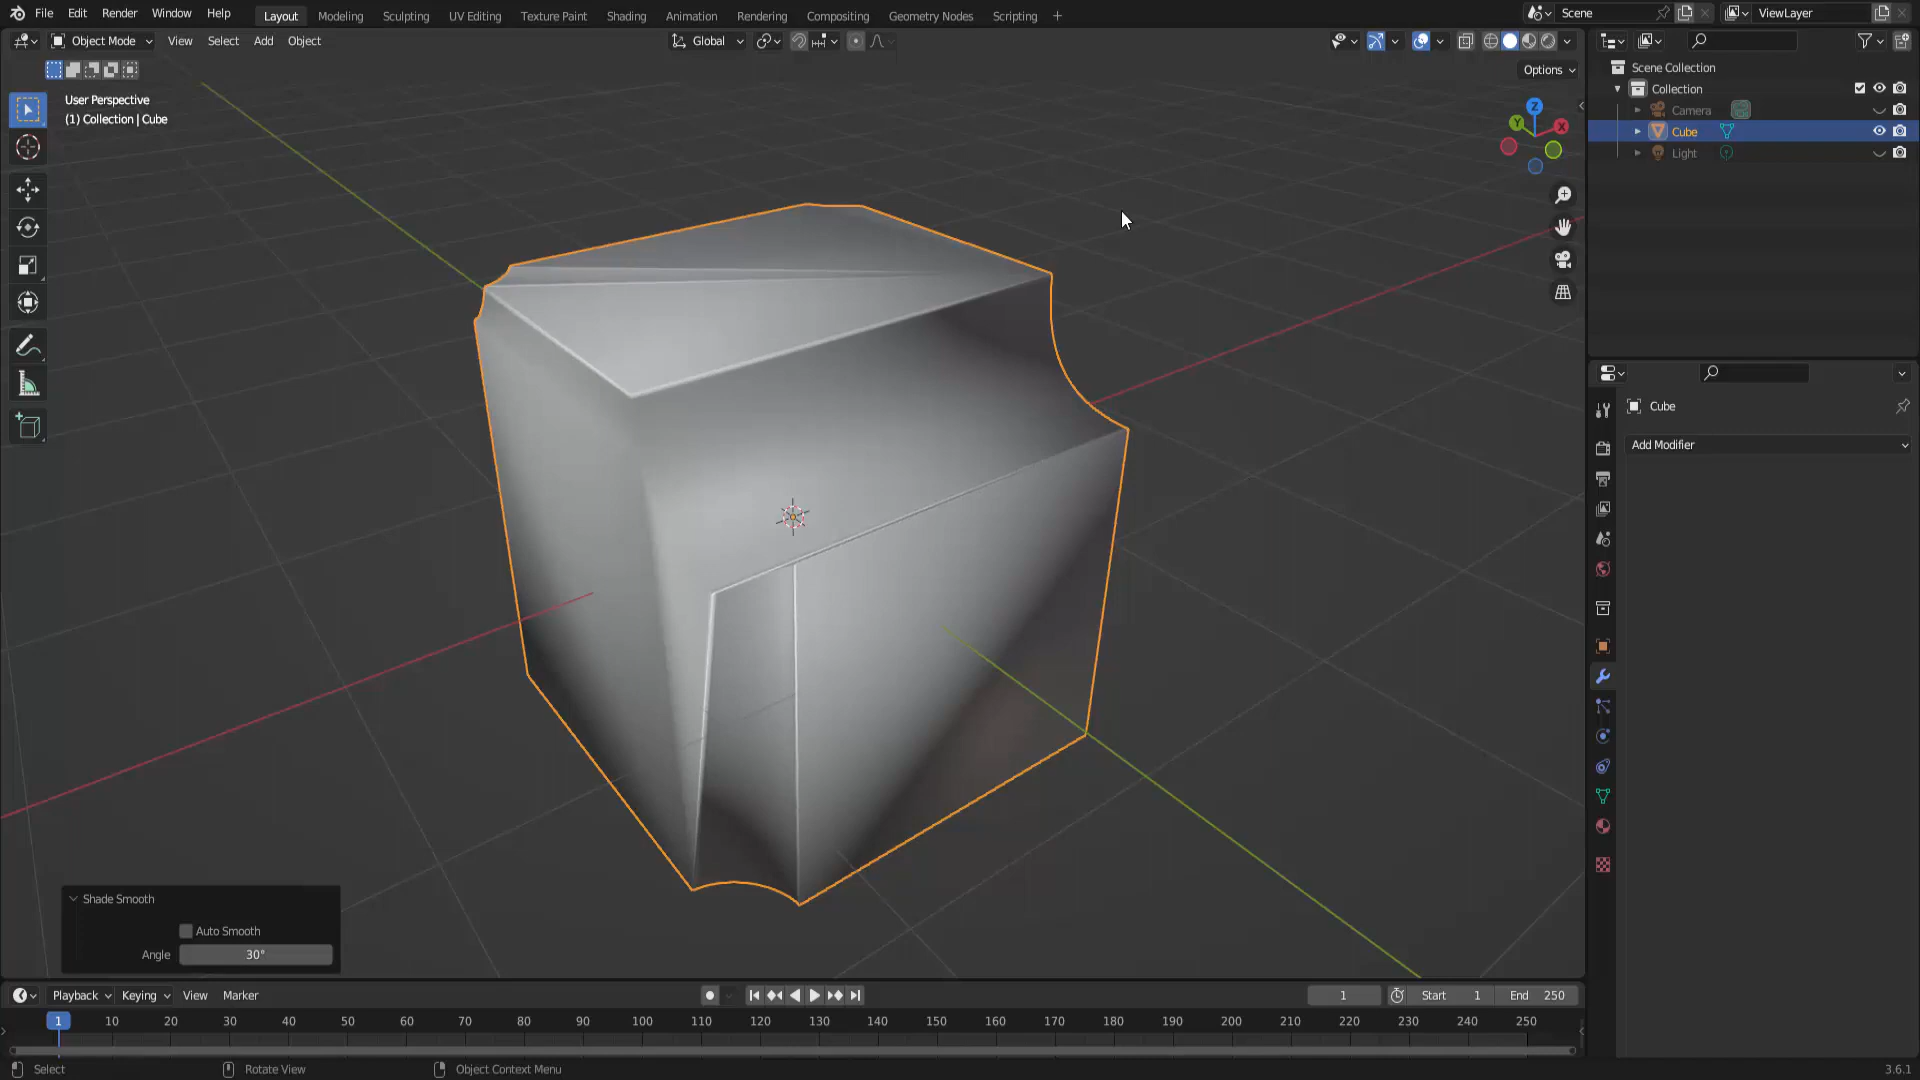 File Edit Render Window Help Layout Modeling Sculpting UV Editing Texture Paint Shading Animation Rendering Compositing Geometry Nodes Scripting + Scene ViewLayer
Object Mode View Select Add Object Global
Options
User Perspective
(1) Collection | Cube
Z
Y
X
Scene Collection
Collection
Camera
Cube
Light
Cube
Add Modifier
Shade Smooth
Auto Smooth
Angle 30°
Playback Keying View Marker 1 Start 1 End 250
1 10 20 30 40 50 60 70 80 90 100 110 120 130 140 150 160 170 180 190 200 210 220 230 240 250
Select Rotate View Object Context Menu 3.6.1